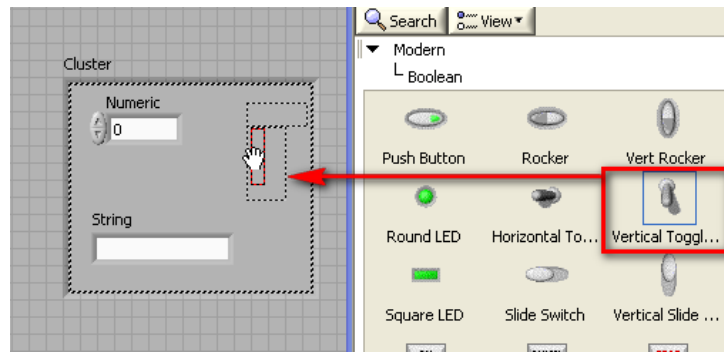 Search View
Modern
Boolean
Cluster
Numeric
0
String
Push Button Rocker Vert Rocker
Round LED Horizontal To... Vertical Toggl...
Square LED Slide Switch Vertical Slide ...